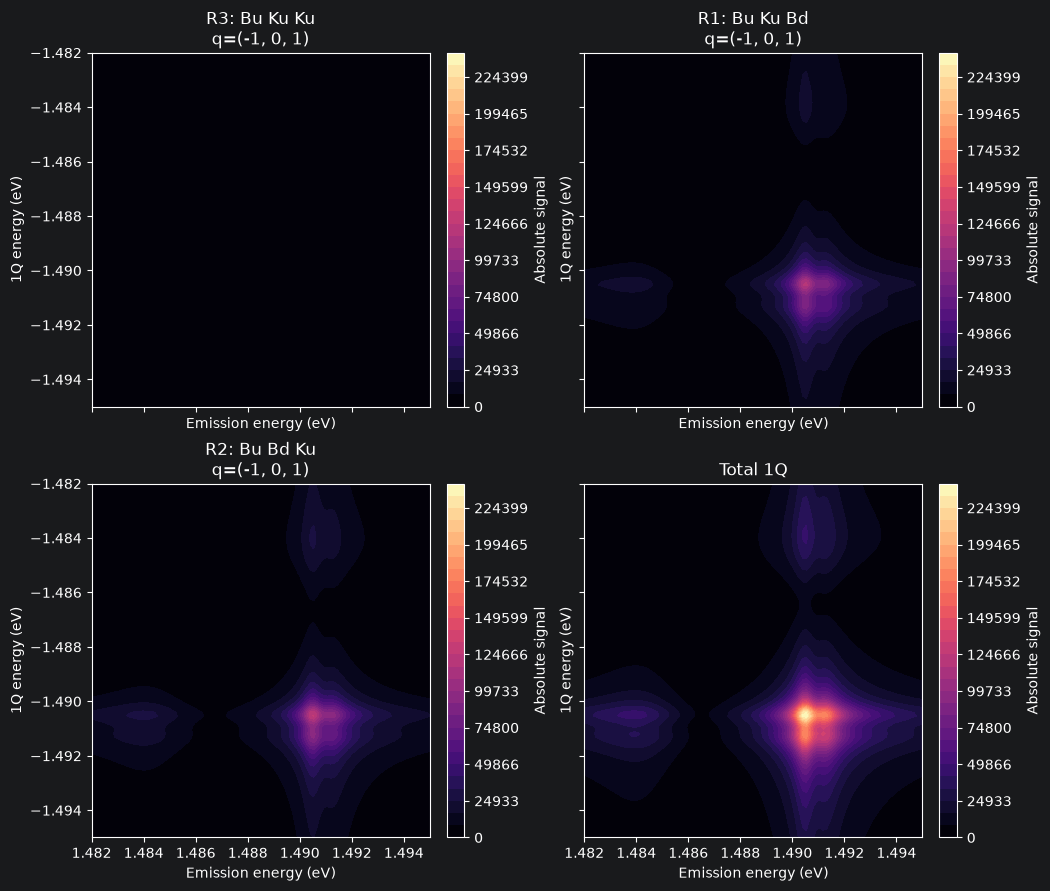 R3: Bu Ku Ku
q=(-1, 0, 1)
−1.482
−1.484
−1.486
−1.488
−1.490
−1.492
−1.494
1Q energy (eV)
Emission energy (eV)
224399
199465
174532
149599
124666
99733
74800
49866
24933
0
Absolute signal
R1: Bu Ku Bd
q=(-1, 0, 1)
1Q energy (eV)
Emission energy (eV)
224399
199465
174532
149599
124666
99733
74800
49866
24933
0
Absolute signal
R2: Bu Bd Ku
q=(-1, 0, 1)
−1.482
−1.484
−1.486
−1.488
−1.490
−1.492
−1.494
1Q energy (eV)
1.482 1.484 1.486 1.488 1.490 1.492 1.494
Emission energy (eV)
224399
199465
174532
149599
124666
99733
74800
49866
24933
0
Absolute signal
Total 1Q
1Q energy (eV)
1.482 1.484 1.486 1.488 1.490 1.492 1.494
Emission energy (eV)
224399
199465
174532
149599
124666
99733
74800
49866
24933
0
Absolute signal